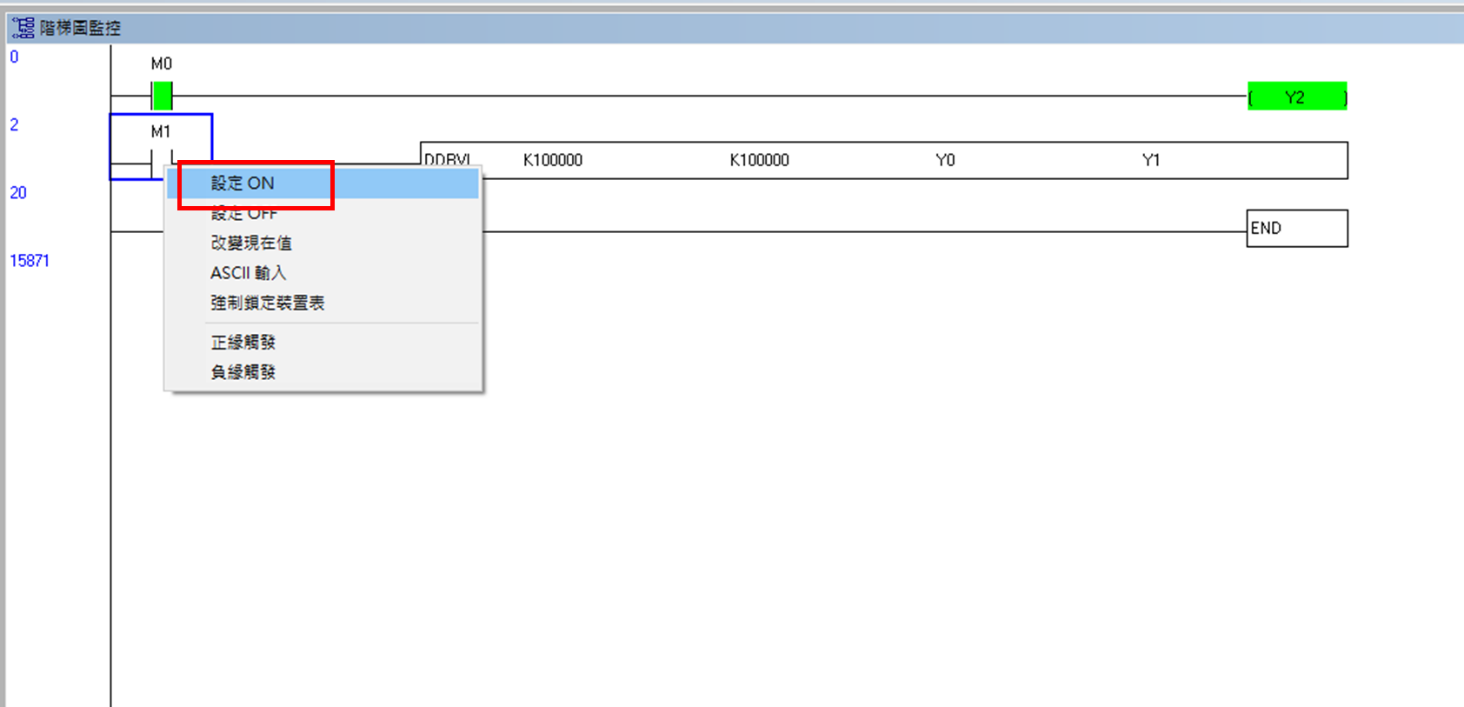 階梯圖監控
0
M0
Y2
2
M1
DDRVI K100000 K100000 Y0 Y1
設定 ON
20
設定 OFF
END
改變現在值
15871
ASCII 輸入
強制鎖定裝置表
正緣觸發
負緣觸發